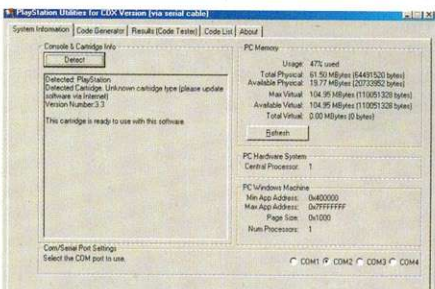 PlayStation Utilities for CDX Version (via serial cable)
System Information Code Generator Results (Code Tester) Code List About
Console & Cartridge Info
Detect
Detected: PlayStation
Detected Cartridge: Unknown cartridge type (please update
software via Internet)
Version Number:3.3
This cartridge is ready to use with this software.
PC Memory
Usage: 47% used
Total Physical: 61.50 MBytes (64491520 bytes)
Available Physical: 19.77 MBytes (20733952 bytes)
Max Virtual: 104.95 MBytes (110051328 bytes)
Available Virtual: 104.95 MBytes (110051328 bytes)
Total Virtual: 0.00 MBytes (0 bytes)
Refresh
PC Hardware System
Central Processor: 1
PC Windows Machine
Min App Address: 0x400000
Max App Address: 0x7FFFFFFF
Page Size: 0x1000
Num Processors: 1
Com/Serial Port Settings
Select the COM port to use.
COM1 COM2 COM3 COM4